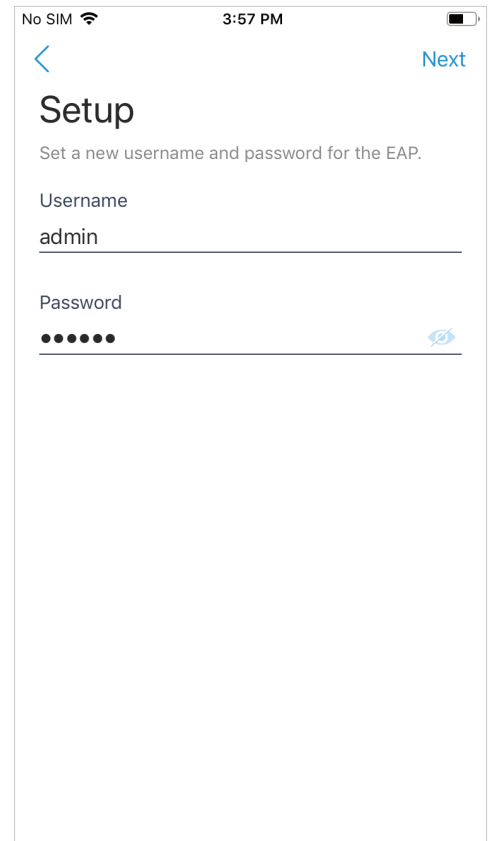 No SIM 3:57 PM
Next
Setup
Set a new username and password for the EAP.
Username
admin
Password
●●●●●●